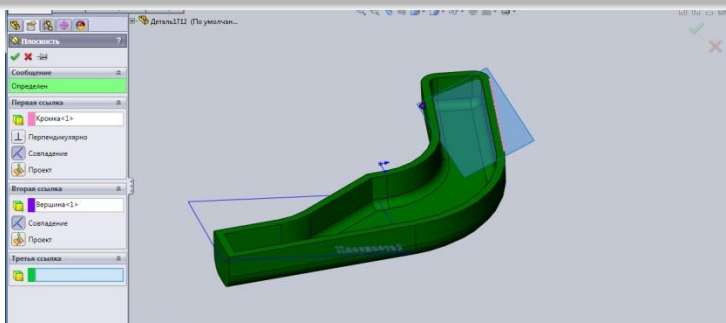 Деталь1712 (По умолчан...
Плоскость ?
Сообщение
Определен
Первая ссылка
Кромка<1>
Перпендикулярно
Совпадение
Проект
Вторая ссылка
Вершина<1>
Совпадение
Проект
Третья ссылка